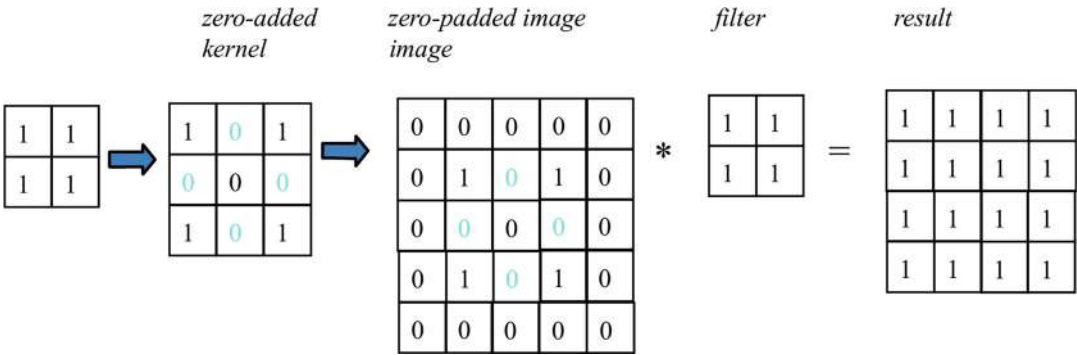 zero-added
kernel
zero-padded image
image
filter
result
1 1
1 1
1 0 1
0 0 0
1 0 1
0 0 0 0 0
0 1 0 1 0
0 0 0 0 0
0 1 0 1 0
0 0 0 0 0
*
1 1
1 1
=
1 1 1 1
1 1 1 1
1 1 1 1
1 1 1 1